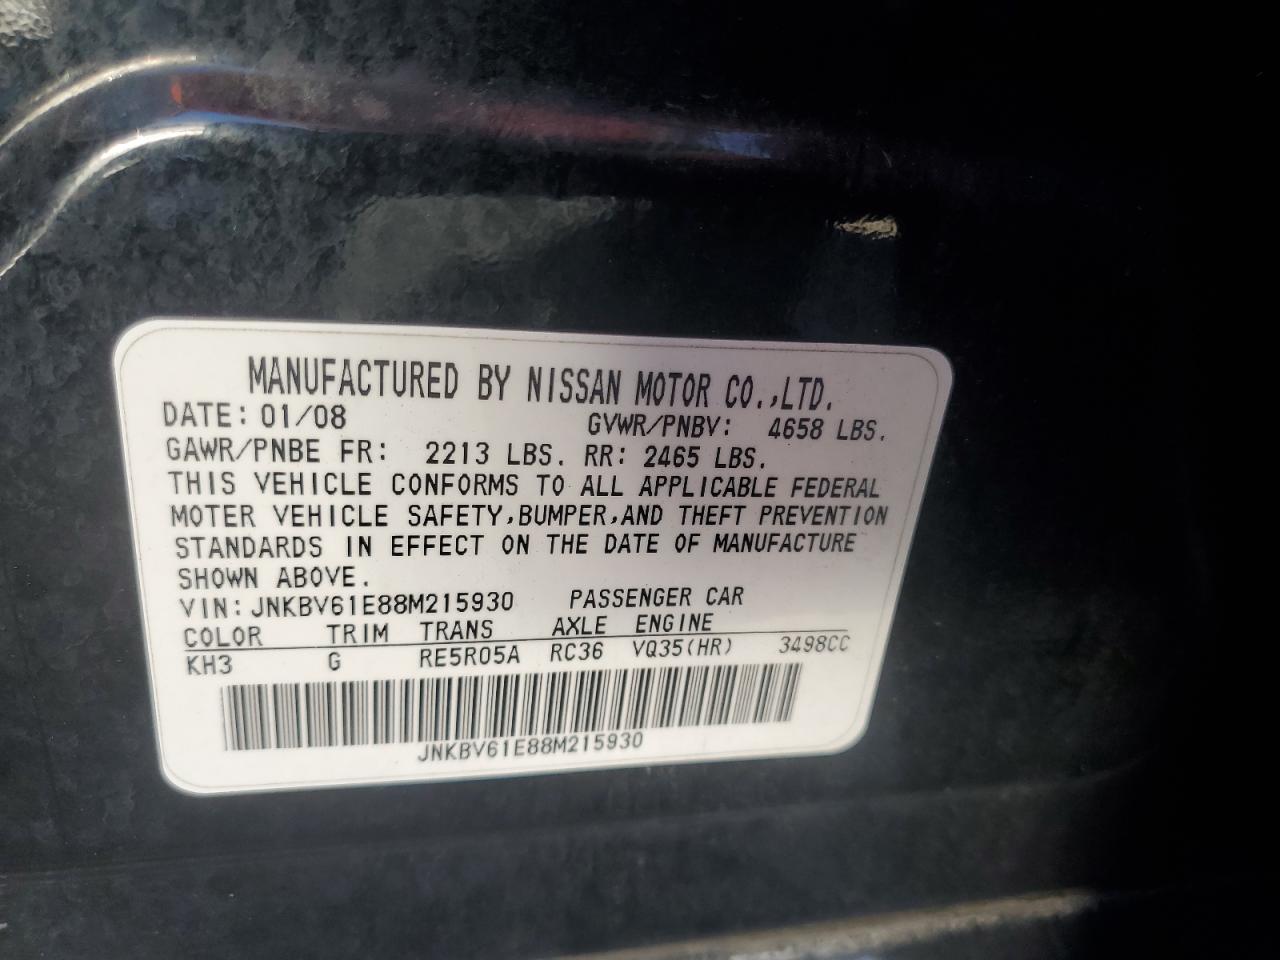 MANUFACTURED BY NISSAN MOTOR CO.,LTD.
DATE: 01/08 GVWR/PNBV: 4658 LBS.
GAWR/PNBE FR: 2213 LBS. RR: 2465 LBS.
THIS VEHICLE CONFORMS TO ALL APPLICABLE FEDERAL
MOTER VEHICLE SAFETY,BUMPER,AND THEFT PREVENTION
STANDARDS IN EFFECT ON THE DATE OF MANUFACTURE
SHOWN ABOVE.
VIN: JNKBV61E88M215930 PASSENGER CAR
COLOR TRIM TRANS AXLE ENGINE
KH3 G RE5R05A RC36 VQ35(HR) 3498CC
JNKBV61E88M215930